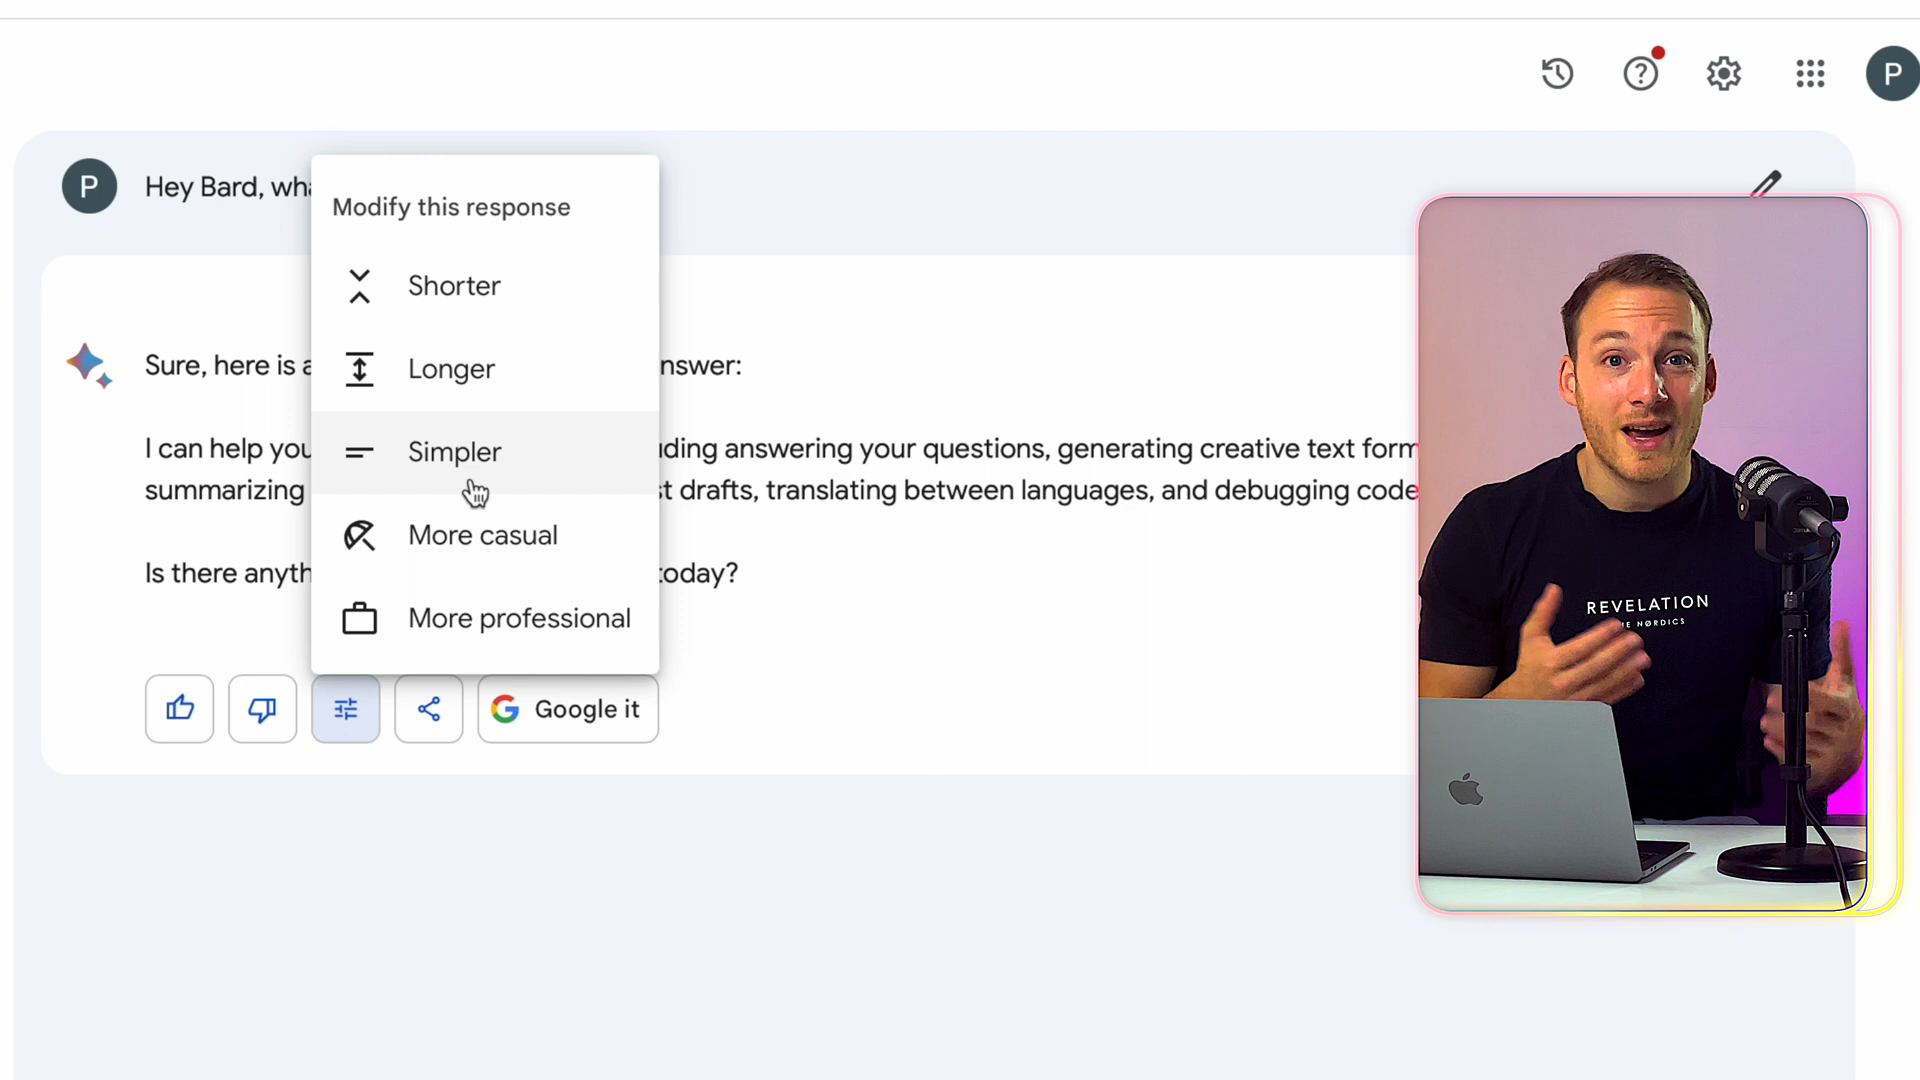 P
P
Hey Bard, wha
Modify this response
Shorter
Longer
Simpler
More casual
More professional
Sure, here is a
nswer:
I can help you
ding answering your questions, generating creative text form
summarizing
t drafts, translating between languages, and debugging code
Is there anyth
today?
Google it
REVELATION
NØRDICS